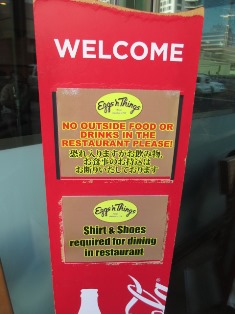 WELCOME
Eggs 'n Things
NO OUTSIDE FOOD OR
DRINKS IN THE
RESTAURANT PLEASE!
恐れ入りますがお飲み物、
お食事のお持込は
お断りいたしております
Eggs 'n Things
Shirt & Shoes
required for dining
in restaurant